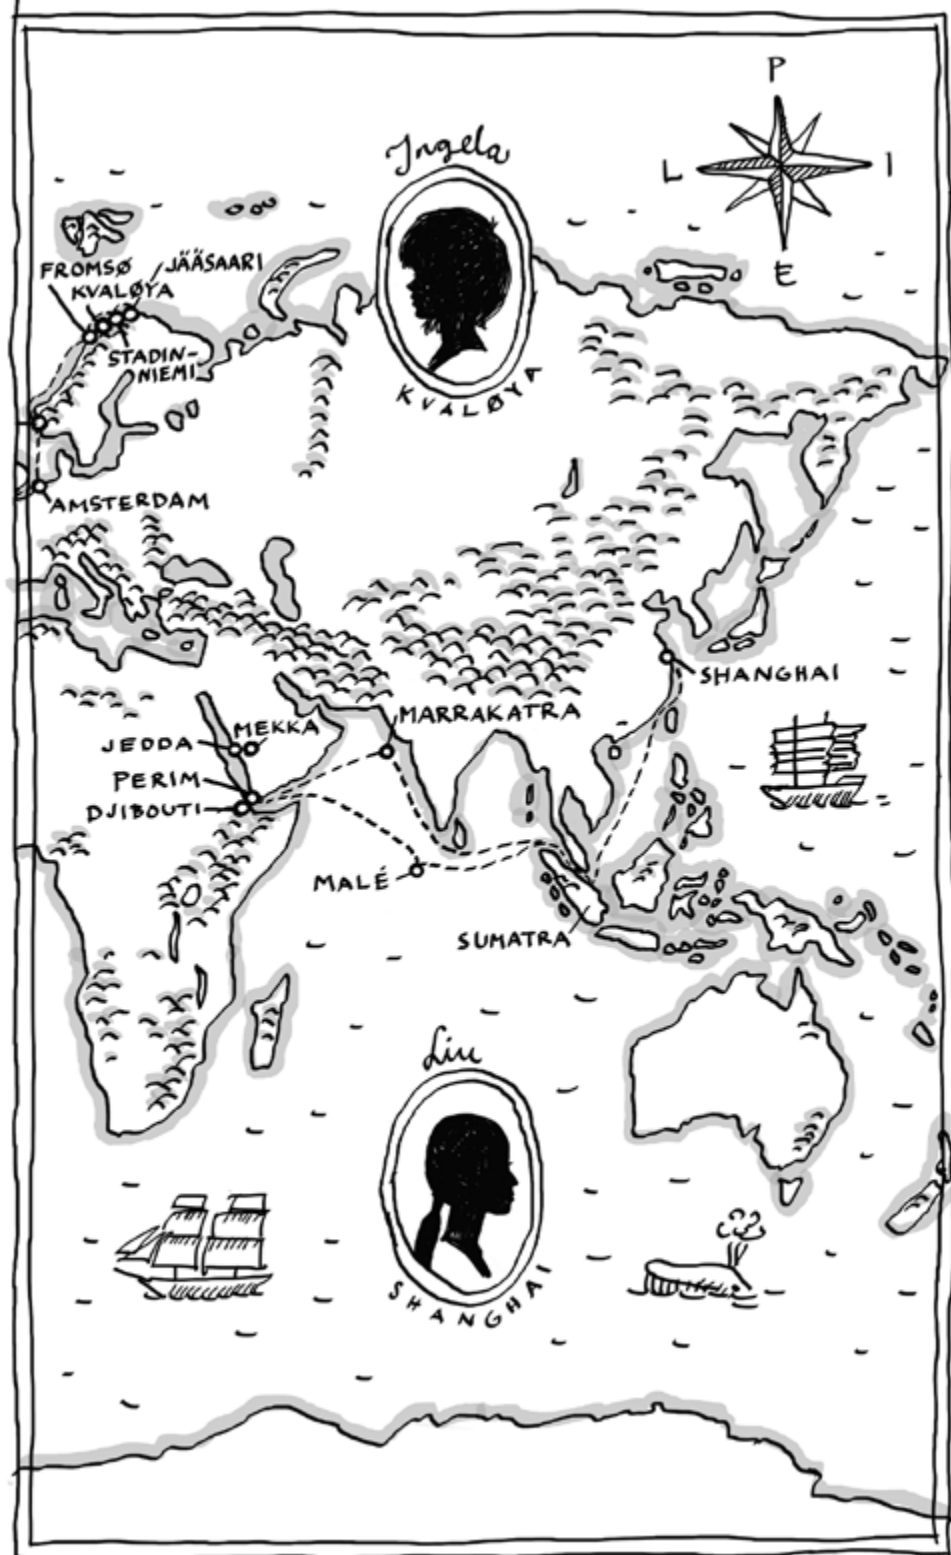 P
Ingela
L
I
E
FROMSØ
JÄÄSAARI
KVALØYA
STADIN-
NIEMI
KVALØYA
AMSTERDAM
SHANGHAI
MARRAKATRA
MEKKA
JEDDA
PERIM
DJIBOUTI
MALÉ
SUMATRA
Liu
SHANGHAI